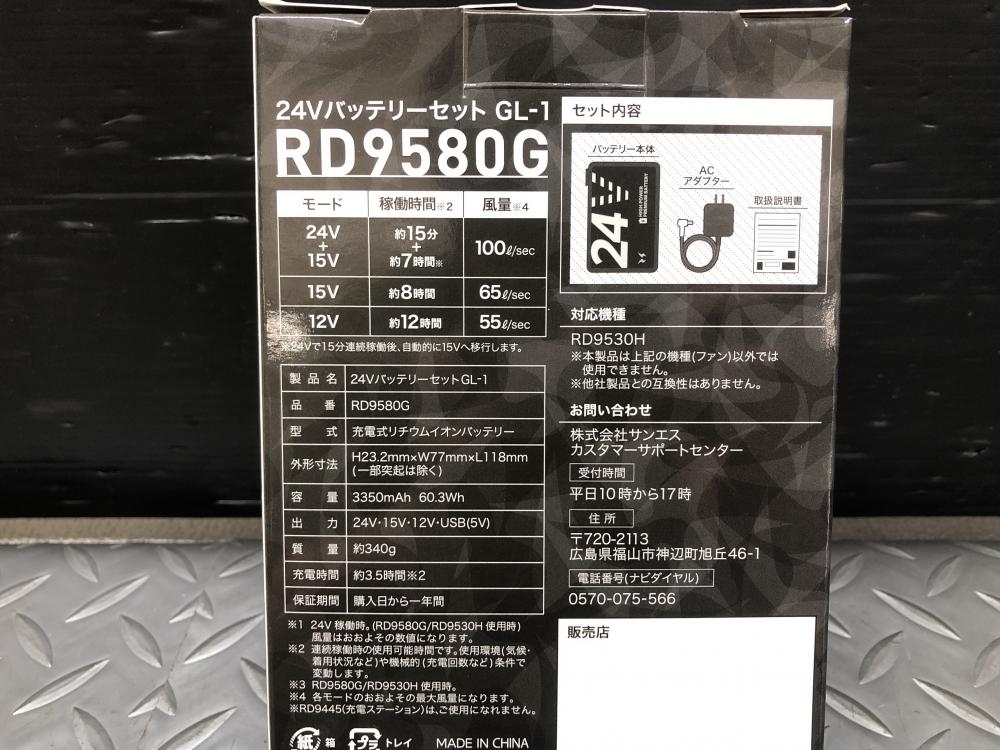 24Vバッテリーセット GL-1
RD9580G
モード 稼働時間※2 風量※4
24V + 15V 約15分 + 約7時間※ 100ℓ/sec
15V 約8時間 65ℓ/sec
12V 約12時間 55ℓ/sec
※24Vで15分連続稼働後、自動的に15Vへ移行します。
製品名 24VバッテリーセットGL-1
品番 RD9580G
型式 充電式リチウムイオンバッテリー
外形寸法 H23.2mm×W77mm×L118mm
(一部突起は除く)
容量 3350mAh 60.3Wh
出力 24V・15V・12V・USB(5V)
質量 約340g
充電時間 約3.5時間※2
保証期間 購入日から一年間
※1 24V 稼働時。(RD9580G/RD9530H 使用時)
風量はおおよその数値になります。
※2 連続稼働時の使用可能時間です。使用環境(気候・
着用状況など)や機械的(充電回数など)条件で
変動します。
※3 RD9580G/RD9530H 使用時。
※4 各モードのおおよその最大風量になります。
※RD9445(充電ステーション)は、ご使用になれません。
紙 箱 プラ トレイ MADE IN CHINA
セット内容
バッテリー本体
24V
HIGH POWER
PREMIUM BATTERY
AC
アダプター
取扱説明書
対応機種
RD9530H
※本製品は上記の機種(ファン)以外では
使用できません。
※他社製品との互換性はありません。
お問い合わせ
株式会社サンエス
カスタマーサポートセンター
受付時間
平日10時から17時
住所
〒720-2113
広島県福山市神辺町旭丘46-1
電話番号(ナビダイヤル)
0570-075-566
販売店